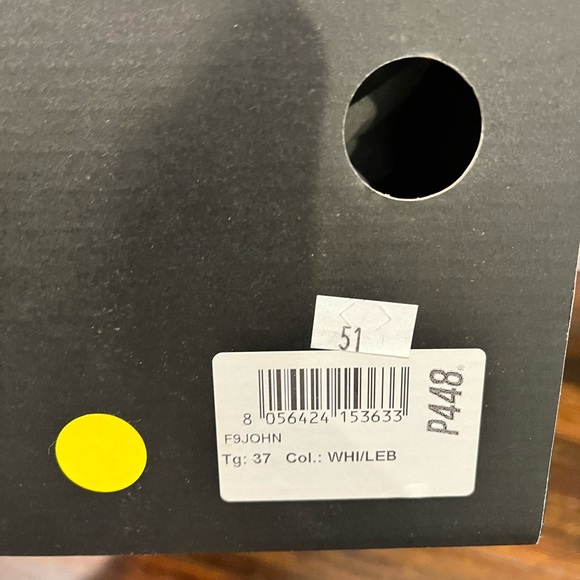 51
8 056424 153633
F9JOHN
Tg: 37 Col.: WHI/LEB
P448®